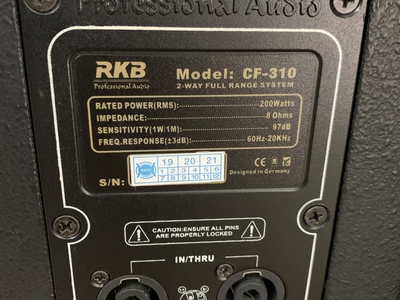 Professional Audio
RKB
Professional Audio
Model: CF-310
2-WAY FULL RANGE SYSTEM
RATED POWER(RMS): 200Watts
IMPEDANCE: 8 Ohms
SENSITIVITY(1W/1M): 97dB
FREQ.RESPONSE(±3dB): 60Hz-20KHz
19 20 21
1 2 3 4 5 6
7 8 9 10 11 12
S/N:
CE
Designed in Germany
CAUTION:ENSURE ALL PINS
ARE PROPERLY LOCKED
IN/THRU